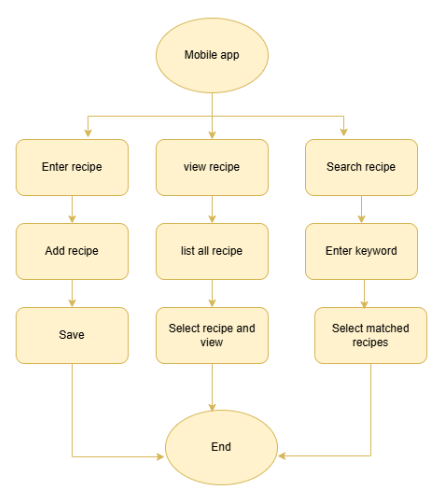 Mobile app
Enter recipe
view recipe
Search recipe
Add recipe
list all recipe
Enter keyword
Save
Select recipe and
view
Select matched
recipes
End